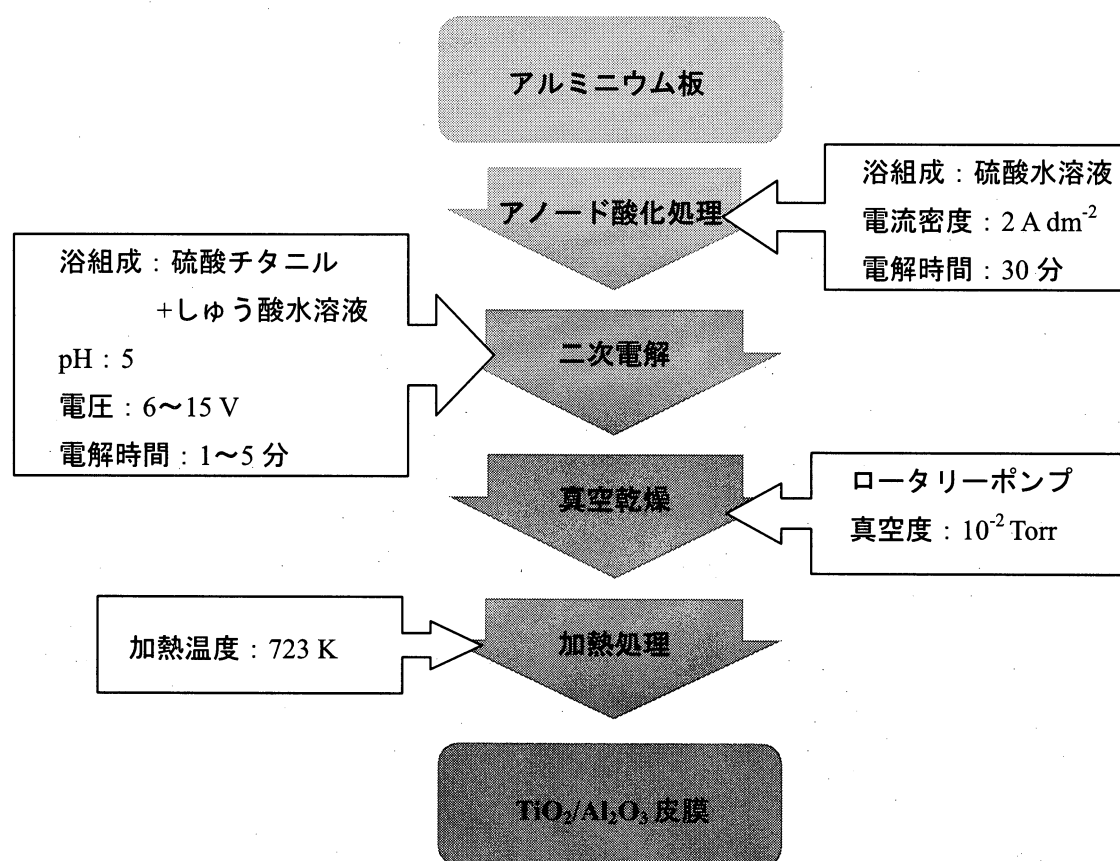 アルミニウム板
アノード酸化処理
浴組成：硫酸水溶液
電流密度：2 A dm⁻²
電解時間：30 分
浴組成：硫酸チタニル
+しゅう酸水溶液
pH：5
電圧：6～15 V
電解時間：1～5 分
二次電解
真空乾燥
ロータリーポンプ
真空度：10⁻² Torr
加熱温度：723 K
加熱処理
TiO₂/Al₂O₃ 皮膜